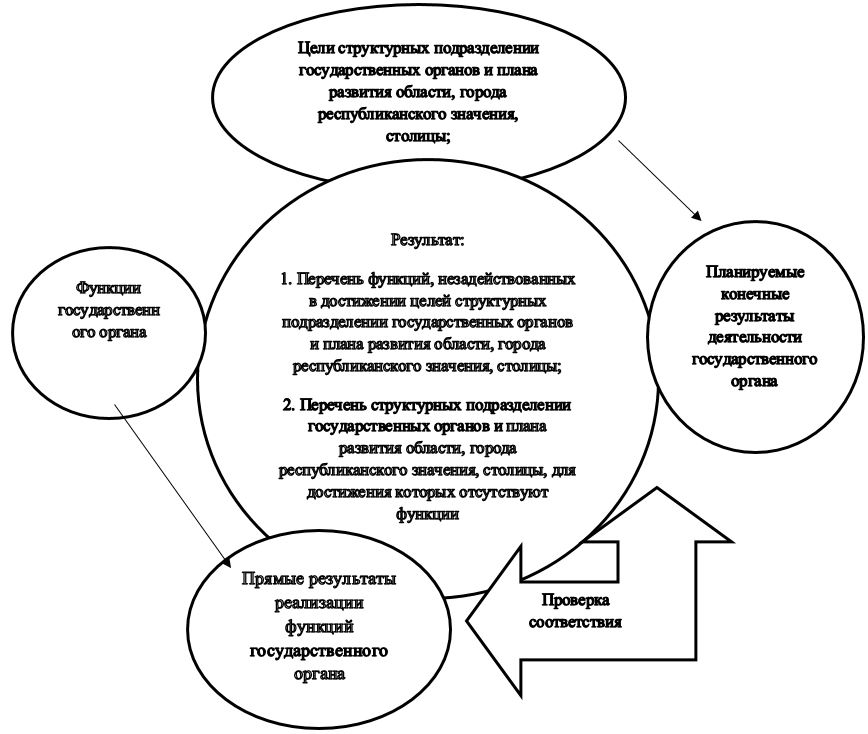 Цели структурных подразделении
государственных органов и плана
развития области, города
республиканского значения,
столицы;
Функции
государственн
ого органа
Результат:
1. Перечень функций, незадействованных
в достижении целей структурных
подразделении государственных органов
и плана развития области, города
республиканского значения, столицы;
2. Перечень структурных подразделении
государственных органов и плана
развития области, города
республиканского значения, столицы, для
достижения которых отсутствуют
функции
Планируемые
конечные
результаты
деятельности
государственного
органа
Прямые результаты
реализации
функций
государственного
органа
Проверка
соответствия